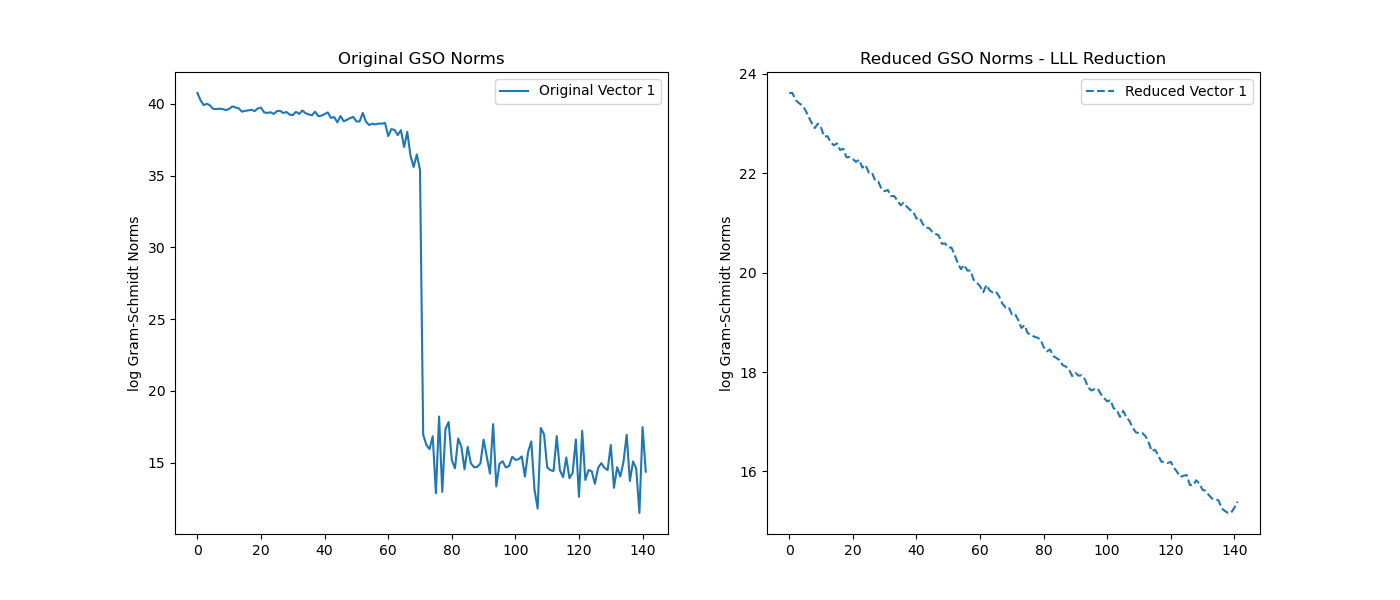 Original GSO Norms
Original Vector 1
log Gram-Schmidt Norms
40
35
30
25
20
15
0 20 40 60 80 100 120 140
Reduced GSO Norms - LLL Reduction
Reduced Vector 1
log Gram-Schmidt Norms
24
22
20
18
16
0 20 40 60 80 100 120 140